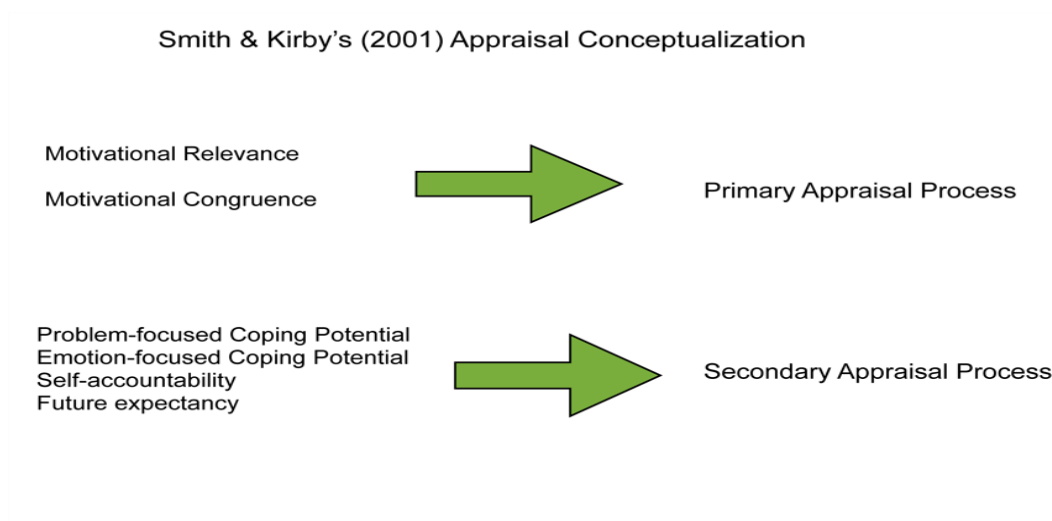 Smith & Kirby’s (2001) Appraisal Conceptualization
Motivational Relevance
Motivational Congruence
Primary Appraisal Process
Problem-focused Coping Potential
Emotion-focused Coping Potential
Self-accountability
Future expectancy
Secondary Appraisal Process